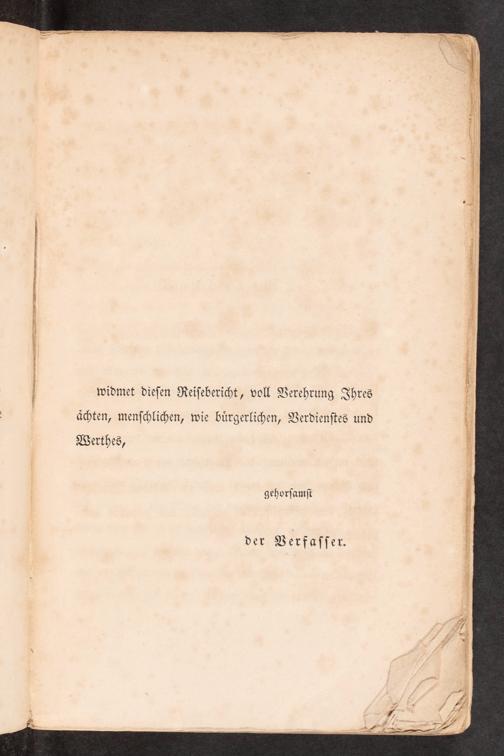 widmet diesen Reisebericht, voll Verehrung Ihres
ächten, menschlichen, wie bürgerlichen, Verdienstes und
Werthes,
gehorsamst
der Verfasser.